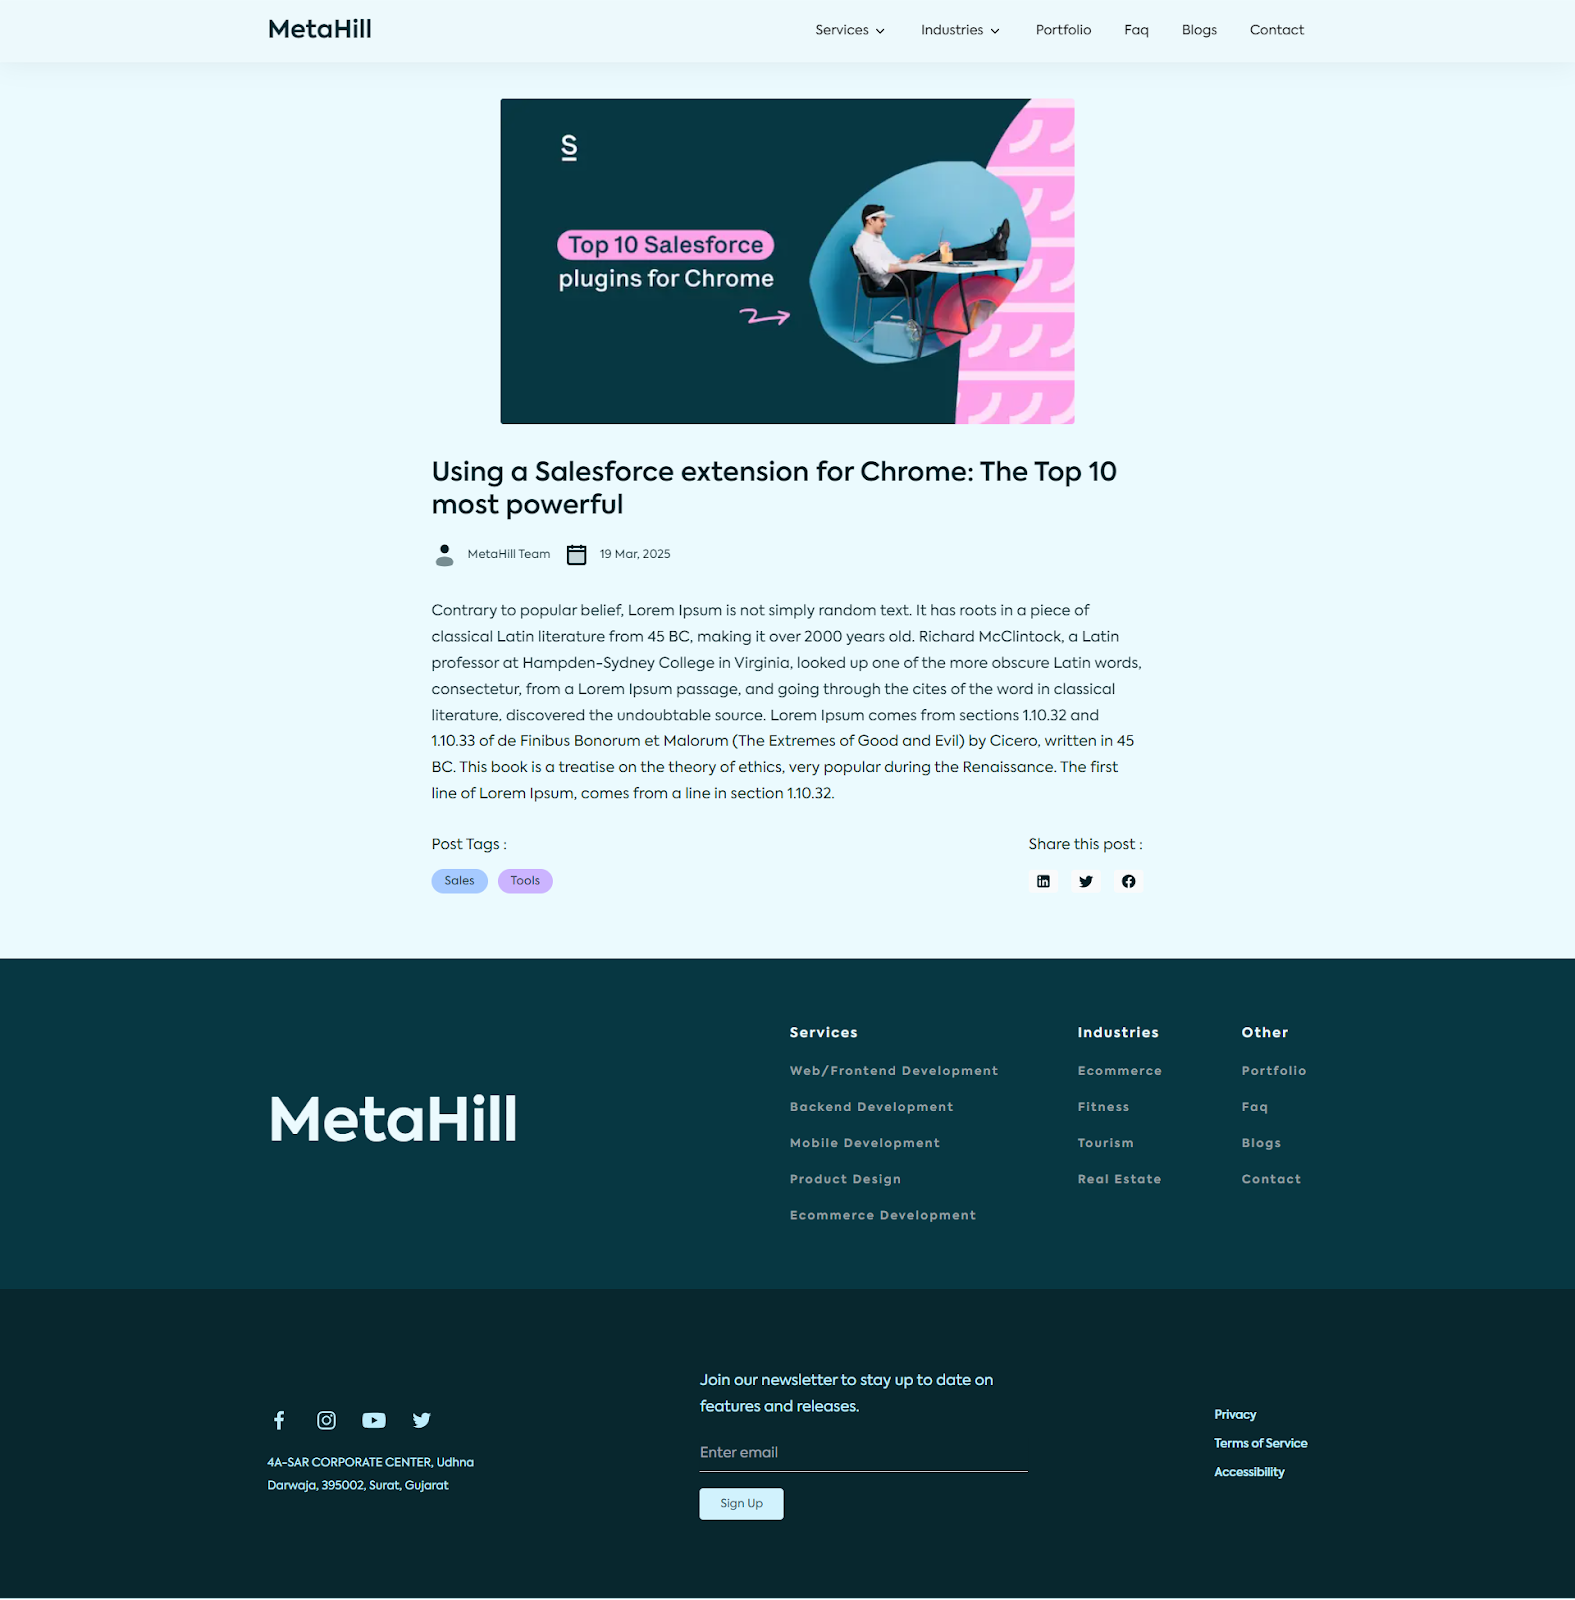 MetaHill
Services
Industries
Portfolio
Faq
Blogs
Contact
S
Top 10 Salesforce
plugins for Chrome
Using a Salesforce extension for Chrome: The Top 10
most powerful
MetaHill Team
19 Mar, 2025
Contrary to popular belief, Lorem Ipsum is not simply random text. It has roots in a piece of
classical Latin literature from 45 BC, making it over 2000 years old. Richard McClintock, a Latin
professor at Hampden-Sydney College in Virginia, looked up one of the more obscure Latin words,
consectetur, from a Lorem Ipsum passage, and going through the cites of the word in classical
literature, discovered the undoubtable source. Lorem Ipsum comes from sections 1.10.32 and
1.10.33 of de Finibus Bonorum et Malorum (The Extremes of Good and Evil) by Cicero, written in 45
BC. This book is a treatise on the theory of ethics, very popular during the Renaissance. The first
line of Lorem Ipsum, comes from a line in section 1.10.32.
Post Tags :
Sales
Tools
Share this post :
MetaHill
Services
Web/Frontend Development
Backend Development
Mobile Development
Product Design
Ecommerce Development
Industries
Ecommerce
Fitness
Tourism
Real Estate
Other
Portfolio
Faq
Blogs
Contact
4A-SAR CORPORATE CENTER, Udhna
Darwaja, 395002, Surat, Gujarat
Join our newsletter to stay up to date on
features and releases.
Enter email
Sign Up
Privacy
Terms of Service
Accessibility